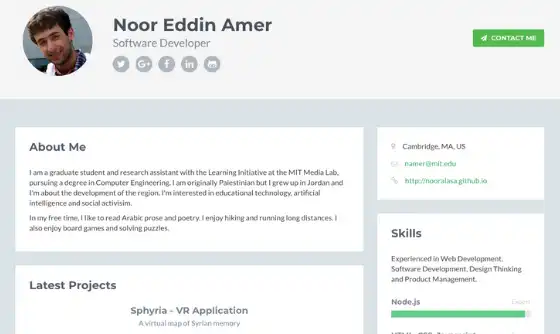 Noor Eddin Amer
Software Developer
CONTACT ME
About Me
I am a graduate student and research assistant with the Learning Initiative at the MIT Media Lab,
pursuing a degree in Computer Engineering. I am originally Palestinian but I grew up in Jordan and
I'm about the development of the region. I'm interested in educational technology, artificial
intelligence and social activisim.
In my free time, I like to read Arabic prose and poetry. I enjoy hiking and running long distances. I
also enjoy board games and solving puzzles.
Latest Projects
Sphyria - VR Application
A virtual map of Syrian memory
Cambridge, MA, US
namer@mit.edu
http://nooralasa.github.io
Skills
Experienced in Web Development,
Software Development, Design Thinking
and Product Management.
Node.js